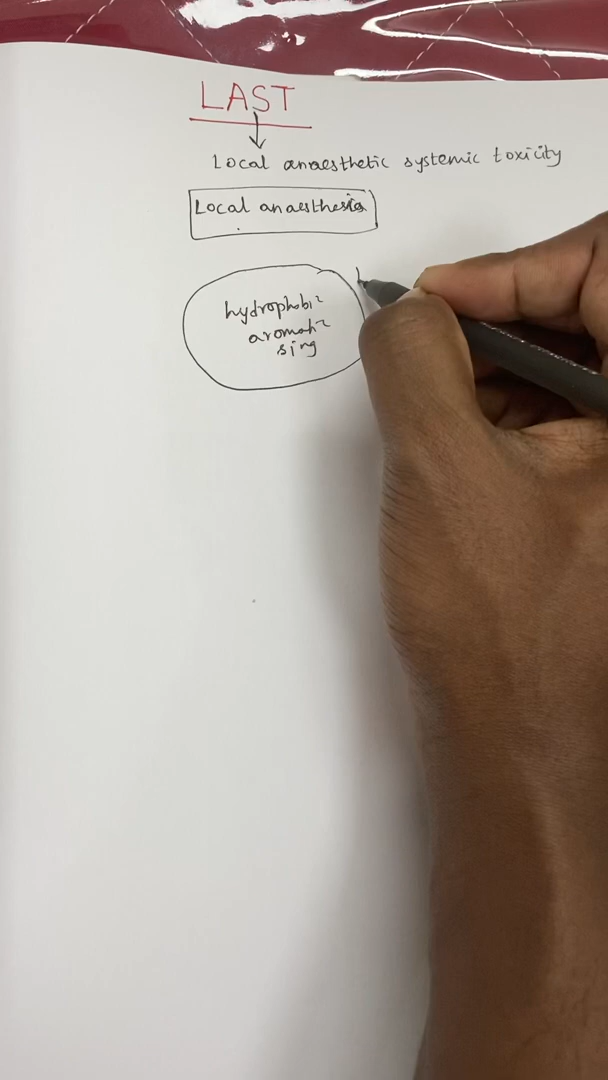 LAST
Local anaesthetic systemic toxicity
Local anaesthesia
hydrophobic
aromatic
ring